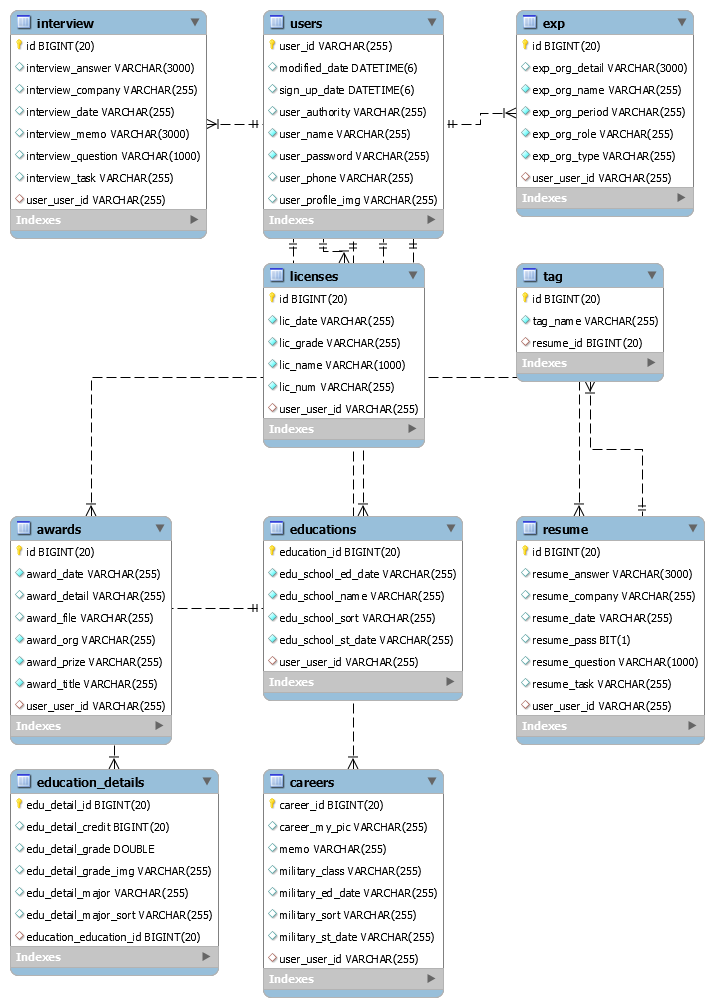 interview
id BIGINT(20)
interview_answer VARCHAR(3000)
interview_company VARCHAR(255)
interview_date VARCHAR(255)
interview_memo VARCHAR(3000)
interview_question VARCHAR(1000)
interview_task VARCHAR(255)
user_user_id VARCHAR(255)
Indexes
users
user_id VARCHAR(255)
modified_date DATETIME(6)
sign_up_date DATETIME(6)
user_authority VARCHAR(255)
user_name VARCHAR(255)
user_password VARCHAR(255)
user_phone VARCHAR(255)
user_profile_img VARCHAR(255)
Indexes
exp
id BIGINT(20)
exp_org_detail VARCHAR(3000)
exp_org_name VARCHAR(255)
exp_org_period VARCHAR(255)
exp_org_role VARCHAR(255)
exp_org_type VARCHAR(255)
user_user_id VARCHAR(255)
Indexes
licenses
id BIGINT(20)
lic_date VARCHAR(255)
lic_grade VARCHAR(255)
lic_name VARCHAR(1000)
lic_num VARCHAR(255)
user_user_id VARCHAR(255)
Indexes
tag
id BIGINT(20)
tag_name VARCHAR(255)
resume_id BIGINT(20)
Indexes
awards
id BIGINT(20)
award_date VARCHAR(255)
award_detail VARCHAR(255)
award_file VARCHAR(255)
award_org VARCHAR(255)
award_prize VARCHAR(255)
award_title VARCHAR(255)
user_user_id VARCHAR(255)
Indexes
educations
education_id BIGINT(20)
edu_school_ed_date VARCHAR(255)
edu_school_name VARCHAR(255)
edu_school_sort VARCHAR(255)
edu_school_st_date VARCHAR(255)
user_user_id VARCHAR(255)
Indexes
resume
id BIGINT(20)
resume_answer VARCHAR(3000)
resume_company VARCHAR(255)
resume_date VARCHAR(255)
resume_pass BIT(1)
resume_question VARCHAR(1000)
resume_task VARCHAR(255)
user_user_id VARCHAR(255)
Indexes
education_details
edu_detail_id BIGINT(20)
edu_detail_credit BIGINT(20)
edu_detail_grade DOUBLE
edu_detail_grade_img VARCHAR(255)
edu_detail_major VARCHAR(255)
edu_detail_major_sort VARCHAR(255)
education_education_id BIGINT(20)
Indexes
careers
career_id BIGINT(20)
career_my_pic VARCHAR(255)
memo VARCHAR(255)
military_class VARCHAR(255)
military_ed_date VARCHAR(255)
military_sort VARCHAR(255)
military_st_date VARCHAR(255)
user_user_id VARCHAR(255)
Indexes